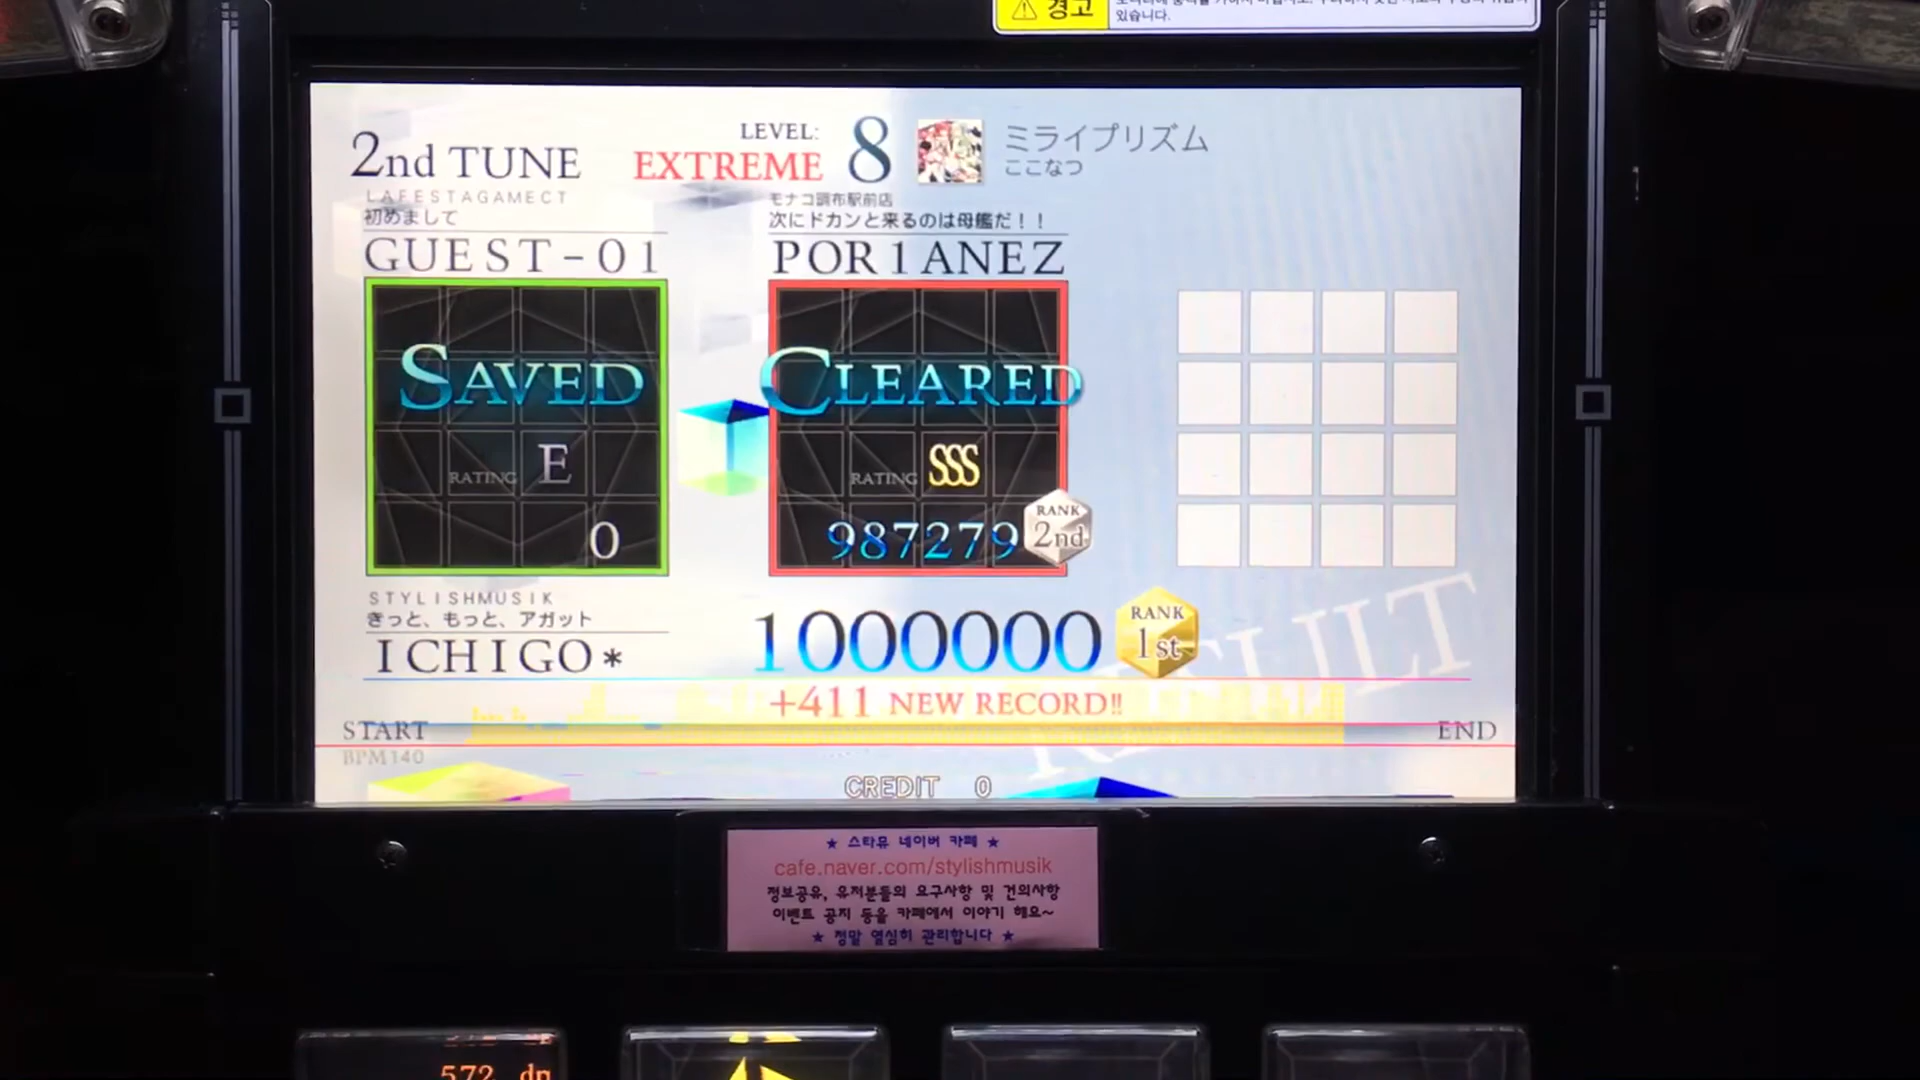 경고
있습니다.
2nd TUNE
LEVEL:
EXTREME
8
ミライプリズム
ここなつ
LAFESTAGAMECT
初めまして
GUEST-01
モナコ調布駅前店
次にドカンと来るのは母艦だ！！
POR1ANEZ
SAVED
RATING E
0
CLEARED
RATING SSS
987279
RANK
2nd
STYLISHMUSIK
きっと、もっと、アガット
ICHIGO*
1000000
RANK
1st
RESULT
+411 NEW RECORD!!
START
END
BPM140
CREDIT 0
★ 스타뮤 네이버 카페 ★
cafe.naver.com/stylishmusik
정보공유, 유저분들의 요구사항 및 건의사항
이벤트 공지 등을 카페에서 이야기 해요~
★ 정말 열심히 관리합니다 ★
572